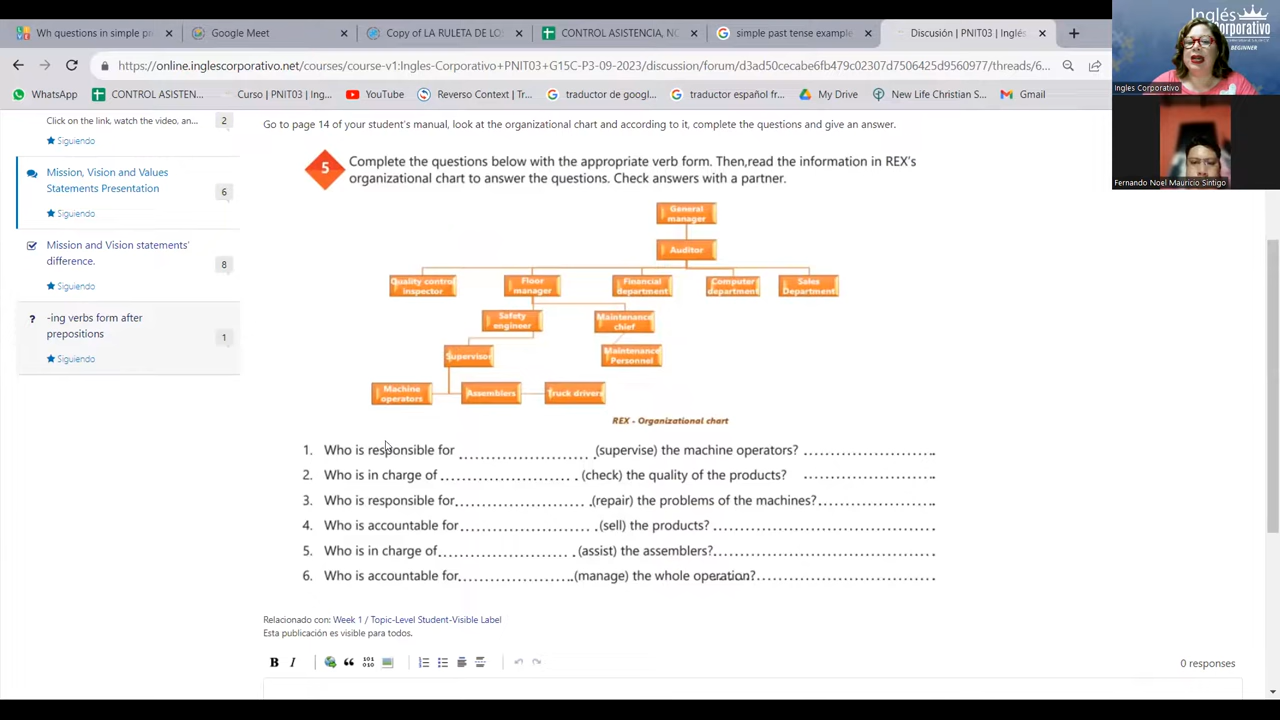 Wh questions in simple pr
Google Meet
Copy of LA RULETA DE LO
CONTROL ASISTENCIA, NO
simple past tense example
Discusión | PNIT03 | Inglés
https://online.inglescorporativo.net/courses/course-v1:Ingles-Corporativo+PNIT03+G15C-P3-09-2023/discussion/forum/d3ad50cecabe6fb479c02307d7506425d9560977/threads/6...
WhatsApp
CONTROL ASISTEN...
Curso | PNIT03 | Ingl...
YouTube
Reverso Context | Tr...
traductor de googl...
traductor español fr...
My Drive
New Life Christian S...
Gmail
Inglés
Corporativo
BEGINNER
Ingles Corporativo
Fernando Noel Mauricio Sintigo
Click on the link, watch the video, an...
2
Siguiendo
Mission, Vision and Values
Statements Presentation
6
Siguiendo
Mission and Vision statements'
difference.
8
Siguiendo
-ing verbs form after
prepositions
1
Siguiendo
Go to page 14 of your student's manual, look at the organizational chart and according to it, complete the questions and give an answer.
5
Complete the questions below with the appropriate verb form. Then,read the information in REX's
organizational chart to answer the questions. Check answers with a partner.
General
manager
Auditor
Quality control
inspector
Floor
manager
Financial
department
Computer
department
Sales
Department
Safety
engineer
Maintenance
chief
Supervisor
Maintenance
Personnel
Machine
operators
Assemblers
Truck drivers
REX - Organizational chart
1. Who is responsible for .......................... (supervise) the machine operators? ..........................
2. Who is in charge of .......................... (check) the quality of the products? ..........................
3. Who is responsible for.......................... (repair) the problems of the machines?..........................
4. Who is accountable for.......................... (sell) the products? ..........................
5. Who is in charge of.......................... (assist) the assemblers?..........................
6. Who is accountable for..........................(manage) the whole operation?..........................
Relacionado con: Week 1 / Topic-Level Student-Visible Label
Esta publicación es visible para todos.
B I
0 responses